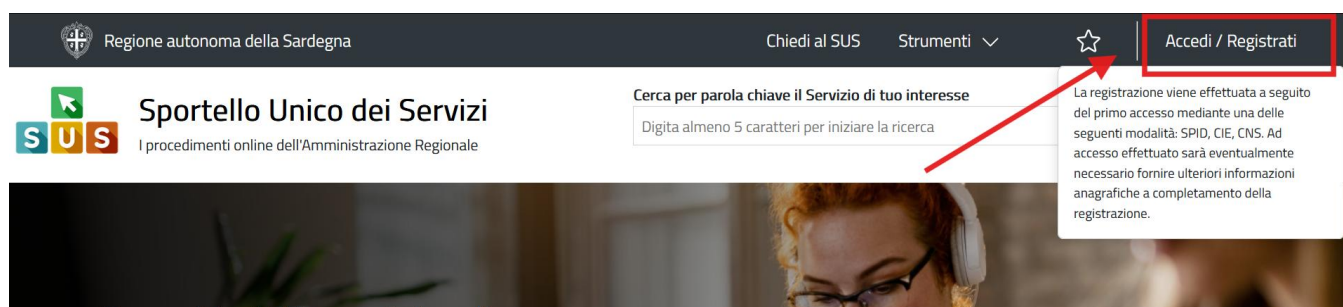 Regione autonoma della Sardegna
Chiedi al SUS
Strumenti
Accedi / Registrati
SUS
Sportello Unico dei Servizi
I procedimenti online dell'Amministrazione Regionale
Cerca per parola chiave il Servizio di tuo interesse
Digita almeno 5 caratteri per iniziare la ricerca
La registrazione viene effettuata a seguito
del primo accesso mediante una delle
seguenti modalità: SPID, CIE, CNS. Ad
accesso effettuato sarà eventualmente
necessario fornire ulteriori informazioni
anagrafiche a completamento della
registrazione.